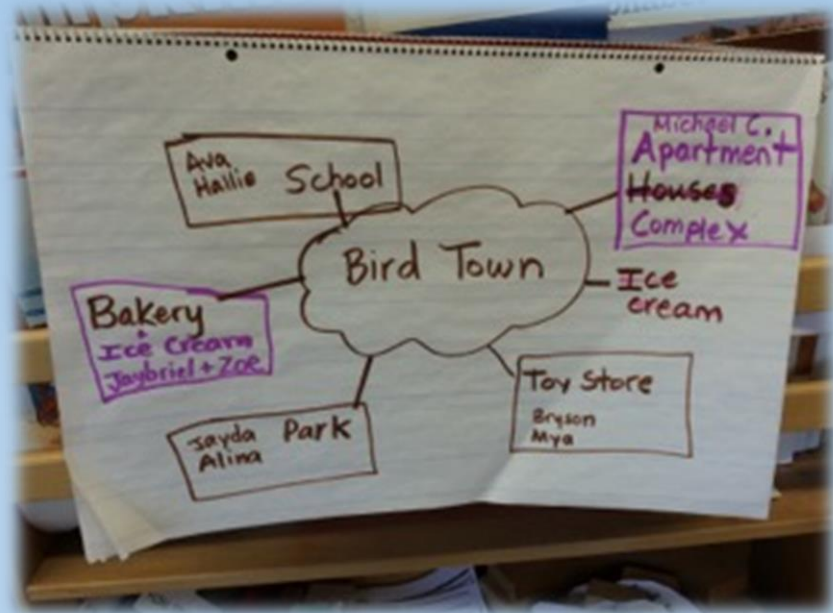 Bird Town
Ava
Hallie
School
Michael C.
Apartment
Houses
Complex
Ice
cream
Bakery
+
Ice Cream
Jaybriel + Zoe
Toy Store
Bryson
Mya
Jayda
Alina
Park